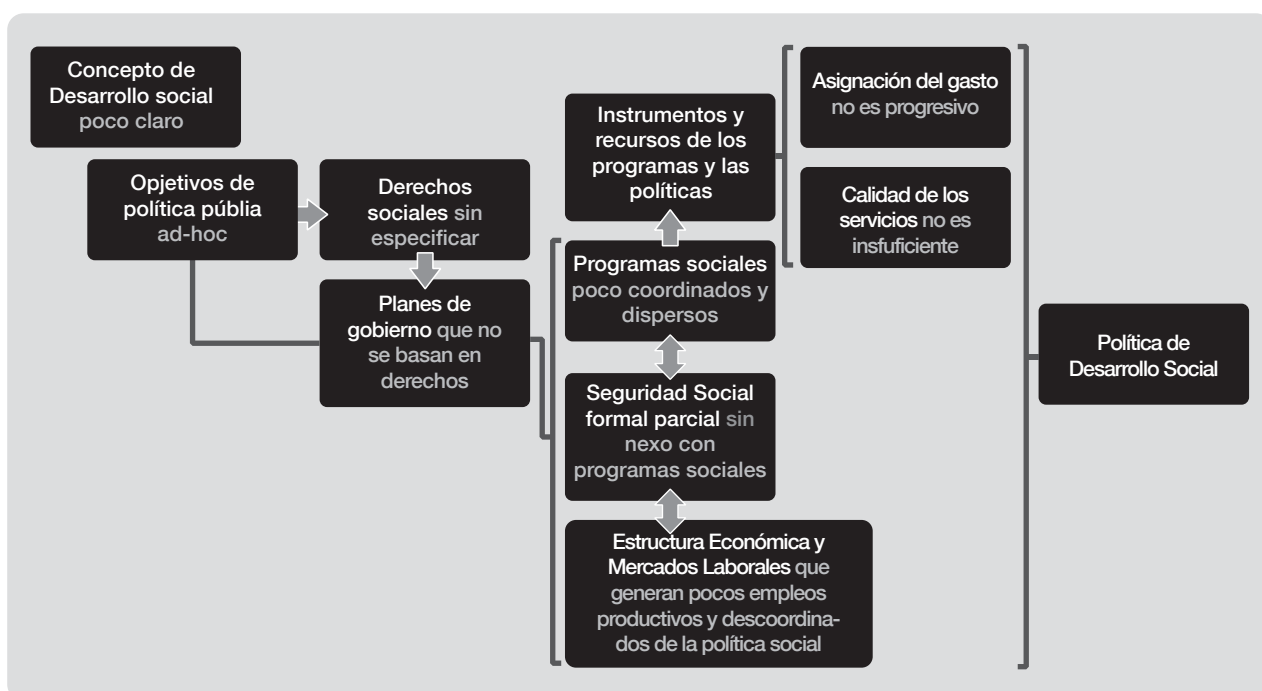 Concepto de
Desarrollo social
poco claro
Opjetivos de
política públia
ad-hoc
Derechos
sociales sin
especificar
Planes de
gobierno que no
se basan en
derechos
Instrumentos y
recursos de los
programas y las
políticas
Programas sociales
poco coordinados y
dispersos
Seguridad Social
formal parcial sin
nexo con
programas sociales
Estructura Económica y
Mercados Laborales que
generan pocos empleos
productivos y descoordina-
dos de la política social
Asignación del gasto
no es progresivo
Calidad de los
servicios no es
insfuficiente
Política de
Desarrollo Social